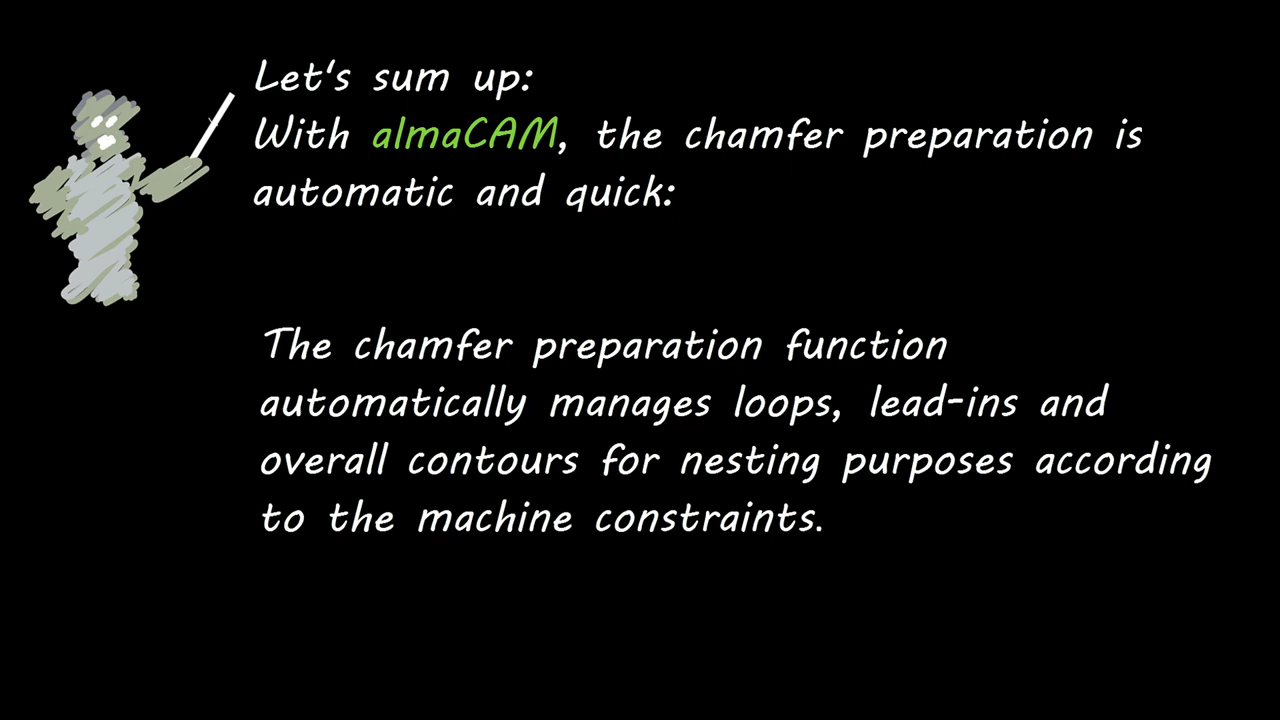 Let's sum up:
With almaCAM, the chamfer preparation is
automatic and quick:
The chamfer preparation function
automatically manages loops, lead-ins and
overall contours for nesting purposes according
to the machine constraints.